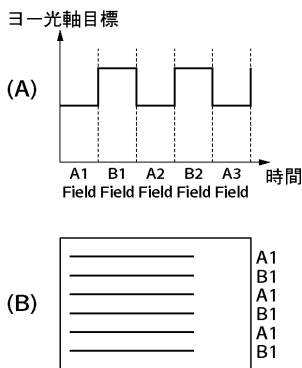 ヨー光軸目標
(A)
A1 B1 A2 B2 A3
Field Field Field Field Field
時間
(B)
A1
B1
A1
B1
A1
B1